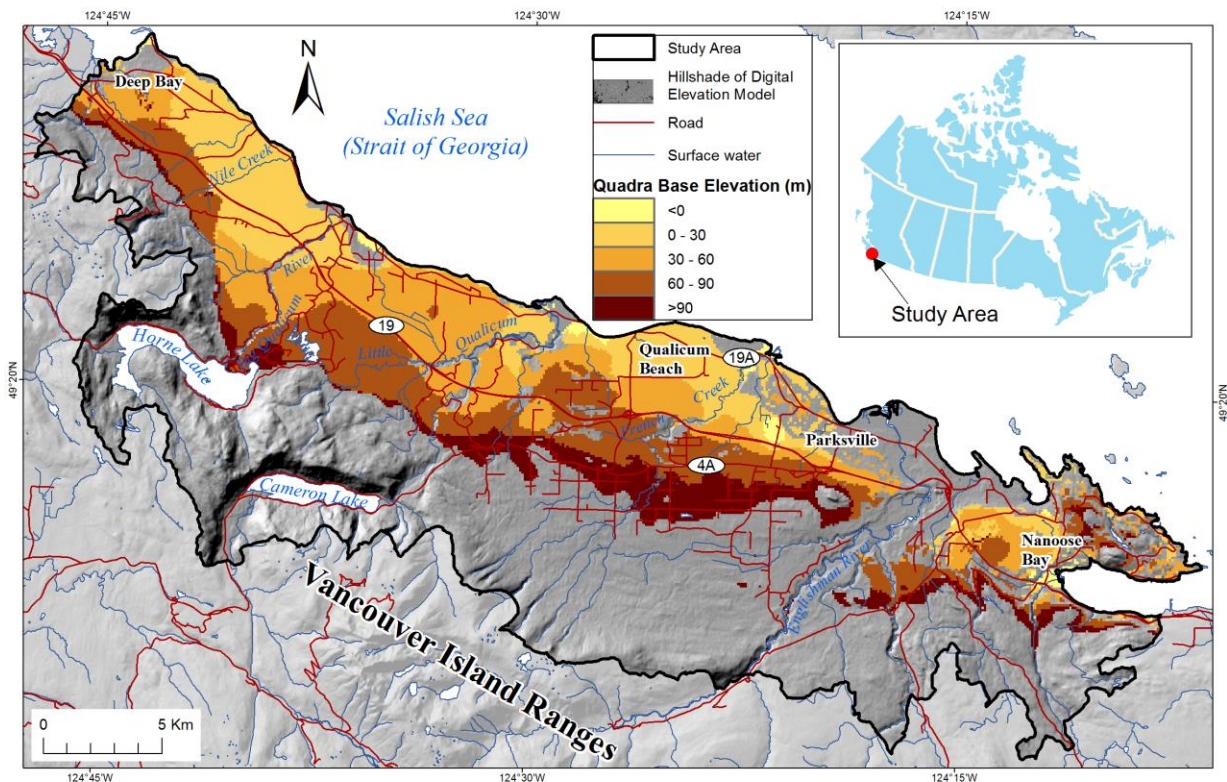 124°45'W
124°30'W
124°15'W
Deep Bay
N
Salish Sea
(Strait of Georgia)
Study Area
Hillshade of Digital
Elevation Model
Road
Surface water
Quadra Base Elevation (m)
<0
0 - 30
30 - 60
60 - 90
>90
Study Area
Nile Creek
River
Qualicum
Horne Lake
19
Little
Qualicum
Qualicum
Beach
19A
Creek
French
49°20'N
49°20'N
Parksville
4A
Cameron Lake
Nanoose
Bay
Englishman River
Vancouver Island Ranges
0
5 Km
124°45'W
124°30'W
124°15'W